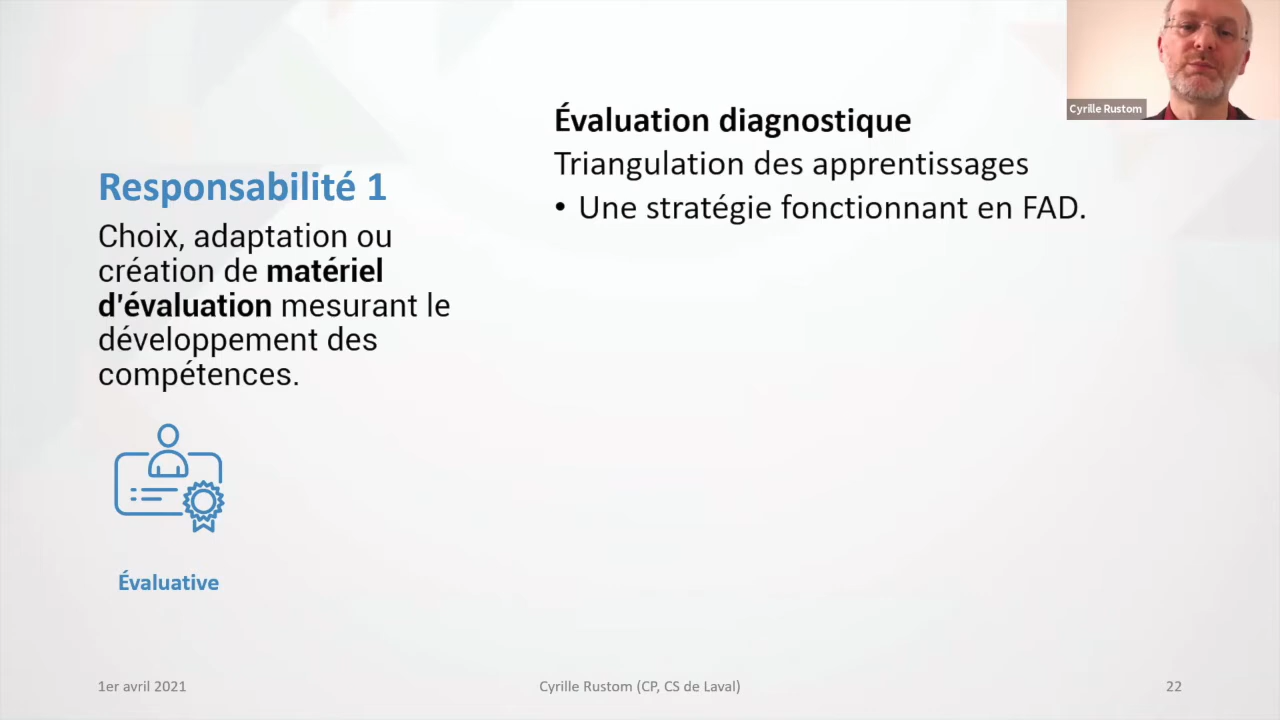 Cyrille Rustom
Évaluation diagnostique
Triangulation des apprentissages
• Une stratégie fonctionnant en FAD.
Responsabilité 1
Choix, adaptation ou
création de matériel
d'évaluation mesurant le
développement des
compétences.
Évaluative
1er avril 2021
Cyrille Rustom (CP, CS de Laval)
22